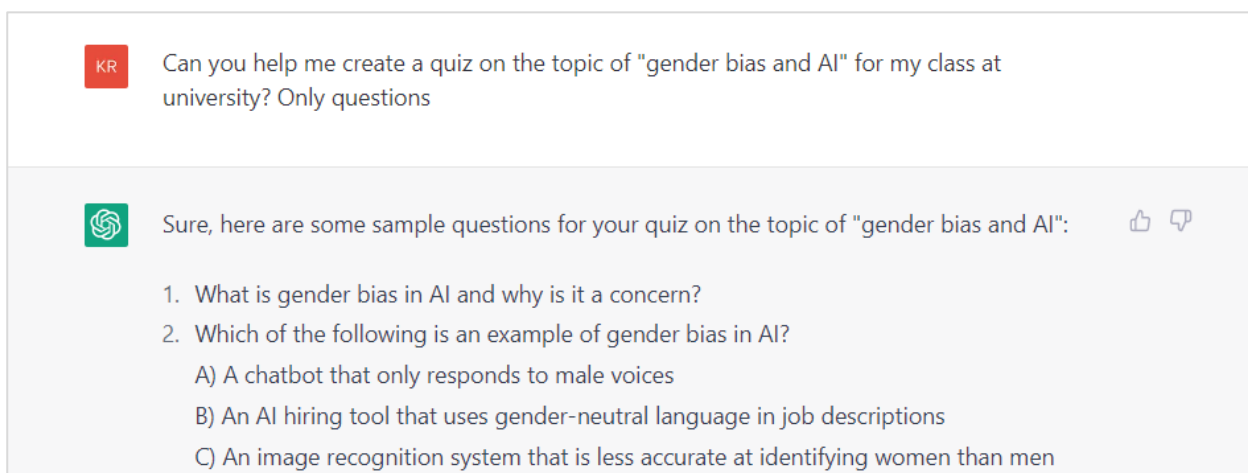 KR
Can you help me create a quiz on the topic of "gender bias and AI" for my class at
university? Only questions
Sure, here are some sample questions for your quiz on the topic of "gender bias and AI":
1. What is gender bias in AI and why is it a concern?
2. Which of the following is an example of gender bias in AI?
A) A chatbot that only responds to male voices
B) An AI hiring tool that uses gender-neutral language in job descriptions
C) An image recognition system that is less accurate at identifying women than men